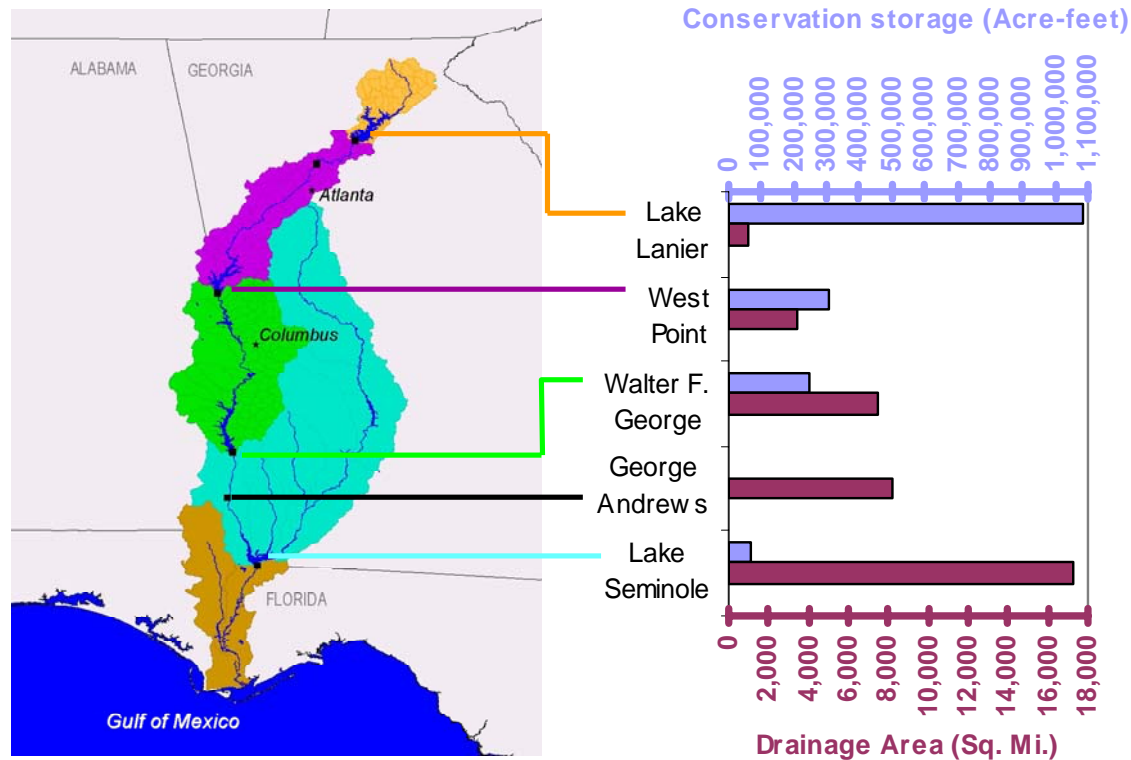 ALABAMA
GEORGIA
Atlanta
Columbus
FLORIDA
Gulf of Mexico
Conservation storage (Acre-feet)
0
100,000
200,000
300,000
400,000
500,000
600,000
700,000
800,000
900,000
1,000,000
1,100,000
Lake
Lanier
West
Point
Walter F.
George
George
Andrews
Lake
Seminole
0
2,000
4,000
6,000
8,000
10,000
12,000
14,000
16,000
18,000
Drainage Area (Sq. Mi.)